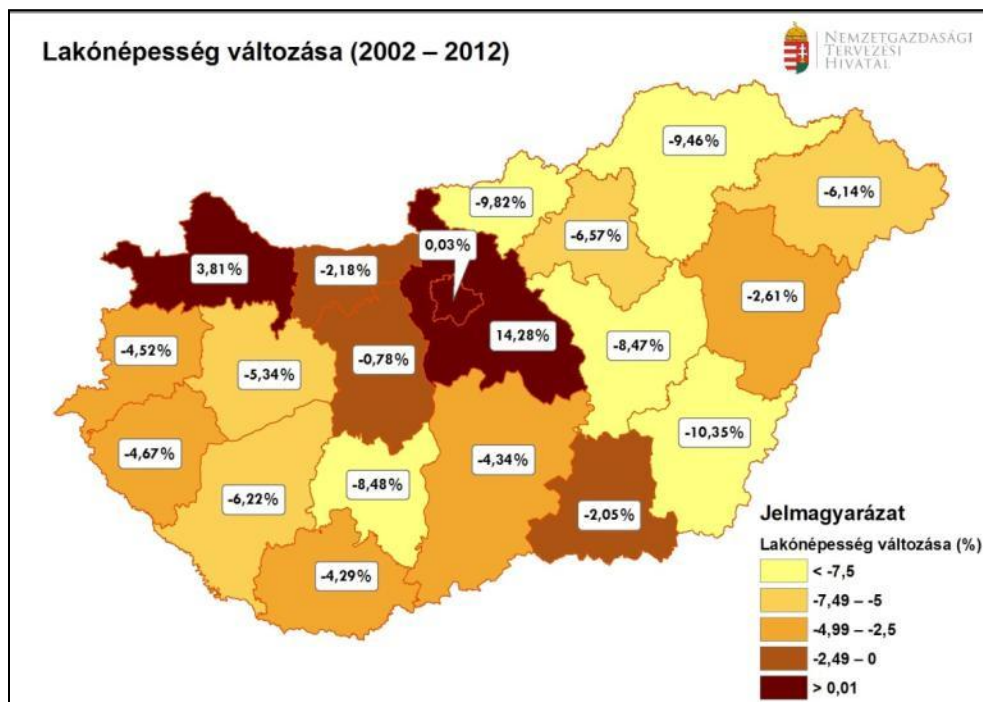 Lakónépesség változása (2002 – 2012)
NEMZETGAZDASÁGI
TERVEZÉSI
HIVATAL
-9,46%
-6,14%
-9,82%
-6,57%
0,03%
3,81%
-2,18%
-2,61%
14,28%
-8,47%
-4,52%
-0,78%
-5,34%
-10,35%
-4,67%
-4,34%
-8,48%
-6,22%
-2,05%
-4,29%
Jelmagyarázat
Lakónépesség változása (%)
< -7,5
-7,49 – -5
-4,99 – -2,5
-2,49 – 0
> 0,01